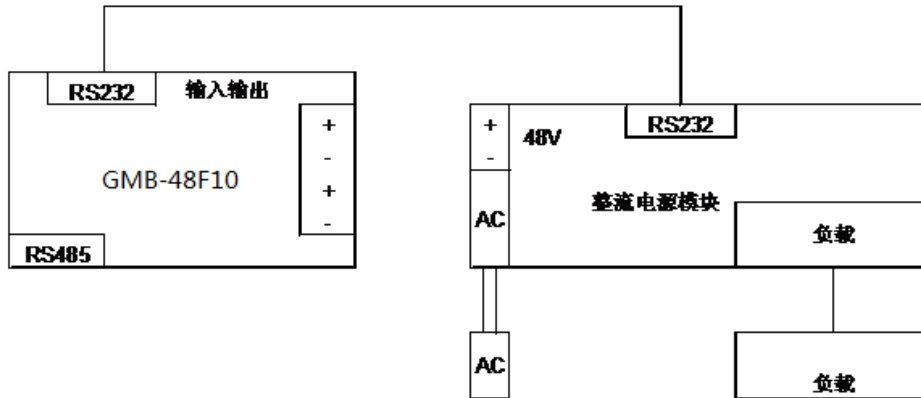 RS232
输入输出
+
-
+
-
GMB-48F10
RS485
+
-
48V
RS232
AC
整流电源模块
负载
AC
负载